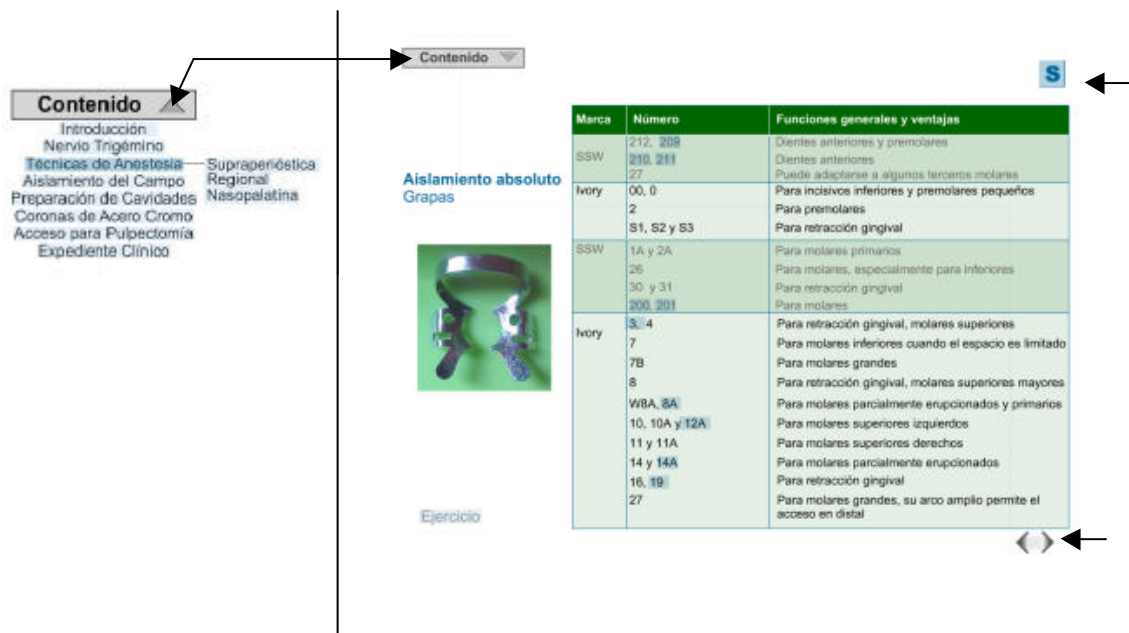 Contenido
Introducción
Nervio Trigémino
Técnicas de Anestesia
Supraperióstica
Regional
Nasopalatina
Aislamiento del Campo
Preparación de Cavidades
Coronas de Acero Cromo
Acceso para Pulpectomía
Expediente Clínico
Contenido
S
Aislamiento absoluto
Grapas
Ejercicio
Marca Número Funciones generales y ventajas
SSW 212, 209 Dientes anteriores y premolares
210, 211 Dientes anteriores
27 Puede adaptarse a algunos terceros molares
Ivory 00, 0 Para incisivos inferiores y premolares pequeños
2 Para premolares
S1, S2 y S3 Para retracción gingival
SSW 1A y 2A Para molares primarios
26 Para molares, especialmente para inferiores
30 y 31 Para retracción gingival
200, 201 Para molares
Ivory 3, 4 Para retracción gingival, molares superiores
7 Para molares inferiores cuando el espacio es limitado
7B Para molares grandes
8 Para retracción gingival, molares superiores mayores
W8A, 8A Para molares parcialmente erupcionados y primarios
10, 10A y 12A Para molares superiores izquierdos
11 y 11A Para molares superiores derechos
14 y 14A Para molares parcialmente erupcionados
16, 19 Para retracción gingival
27 Para molares grandes, su arco amplio permite el
acceso en distal